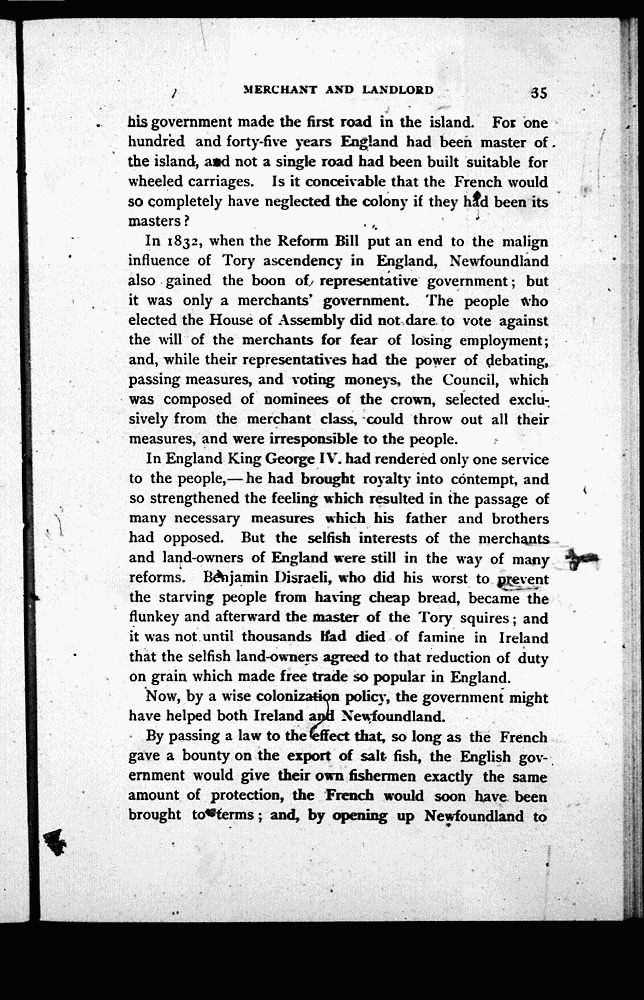 MERCHANT AND LANDLORD 35
his government made the first road in the island. For one
hundred and forty-five years England had been master of
the island, and not a single road had been built suitable for
wheeled carriages. Is it conceivable that the French would
so completely have neglected the colony if they had been its
masters?
In 1832, when the Reform Bill put an end to the malign
influence of Tory ascendency in England, Newfoundland
also gained the boon of representative government; but
it was only a merchants' government. The people who
elected the House of Assembly did not dare to vote against
the will of the merchants for fear of losing employment;
and, while their representatives had the power of debating,
passing measures, and voting moneys, the Council, which
was composed of nominees of the crown, selected exclu-
sively from the merchant class, could throw out all their
measures, and were irresponsible to the people.
In England King George IV. had rendered only one service
to the people,—he had brought royalty into contempt, and
so strengthened the feeling which resulted in the passage of
many necessary measures which his father and brothers
had opposed. But the selfish interests of the merchants
and land-owners of England were still in the way of many
reforms. Benjamin Disraeli, who did his worst to prevent
the starving people from having cheap bread, became the
flunkey and afterward the master of the Tory squires; and
it was not until thousands had died of famine in Ireland
that the selfish land-owners agreed to that reduction of duty
on grain which made free trade so popular in England.
Now, by a wise colonization policy, the government might
have helped both Ireland and Newfoundland.
By passing a law to the effect that, so long as the French
gave a bounty on the export of salt fish, the English gov-
ernment would give their own fishermen exactly the same
amount of protection, the French would soon have been
brought to terms; and, by opening up Newfoundland to